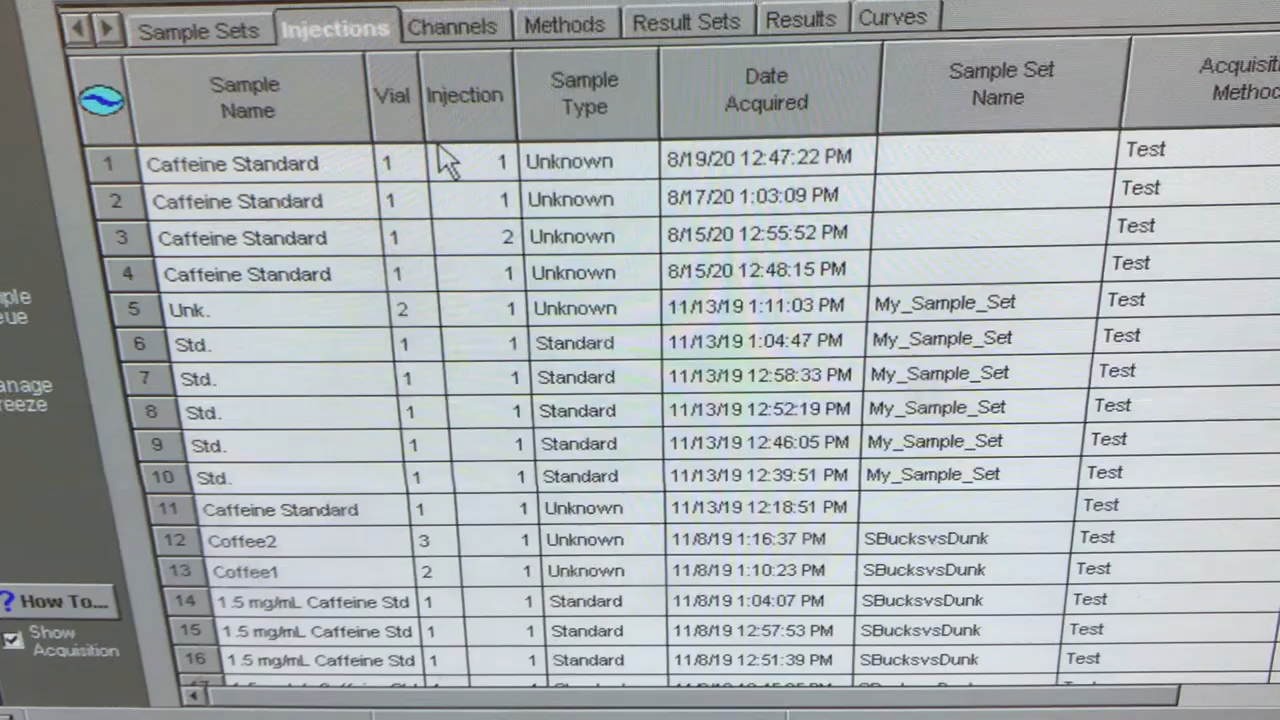 Sample Sets Injections Channels Methods Result Sets Results Curves
Sample Name Vial Injection Sample Type Date Acquired Sample Set Name
1 Caffeine Standard 1 1 Unknown 8/19/20 12:47:22 PM Test
2 Caffeine Standard 1 1 Unknown 8/17/20 1:03:09 PM Test
3 Caffeine Standard 1 2 Unknown 8/15/20 12:55:52 PM Test
4 Caffeine Standard 1 1 Unknown 8/15/20 12:48:15 PM Test
5 Unk. 2 1 Unknown 11/13/19 1:11:03 PM My_Sample_Set Test
6 Std. 1 1 Standard 11/13/19 1:04:47 PM My_Sample_Set Test
7 Std. 1 1 Standard 11/13/19 12:58:33 PM My_Sample_Set Test
8 Std. 1 1 Standard 11/13/19 12:52:19 PM My_Sample_Set Test
9 Std. 1 1 Standard 11/13/19 12:46:05 PM My_Sample_Set Test
10 Std. 1 1 Standard 11/13/19 12:39:51 PM My_Sample_Set Test
11 Caffeine Standard 1 1 Unknown 11/13/19 12:18:51 PM Test
12 Coffee2 3 1 Unknown 11/8/19 1:16:37 PM SBucksvsDunk Test
13 Coffee1 2 1 Unknown 11/8/19 1:10:23 PM SBucksvsDunk Test
14 1.5 mg/mL Caffeine Std 1 1 Standard 11/8/19 1:04:07 PM SBucksvsDunk Test
15 1.5 mg/mL Caffeine Std 1 1 Standard 11/8/19 12:57:53 PM SBucksvsDunk Test
16 1.5 mg/mL Caffeine Std 1 1 Standard 11/8/19 12:51:39 PM SBucksvsDunk Test
? How To...
Show
Acquisition